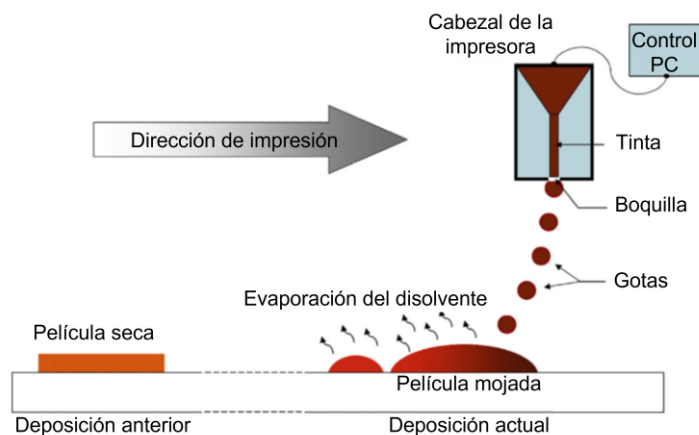 Cabezal de la
impresora
Control
PC
Dirección de impresión
Tinta
Boquilla
Gotas
Evaporación del disolvente
Película seca
Película mojada
Deposición anterior
Deposición actual